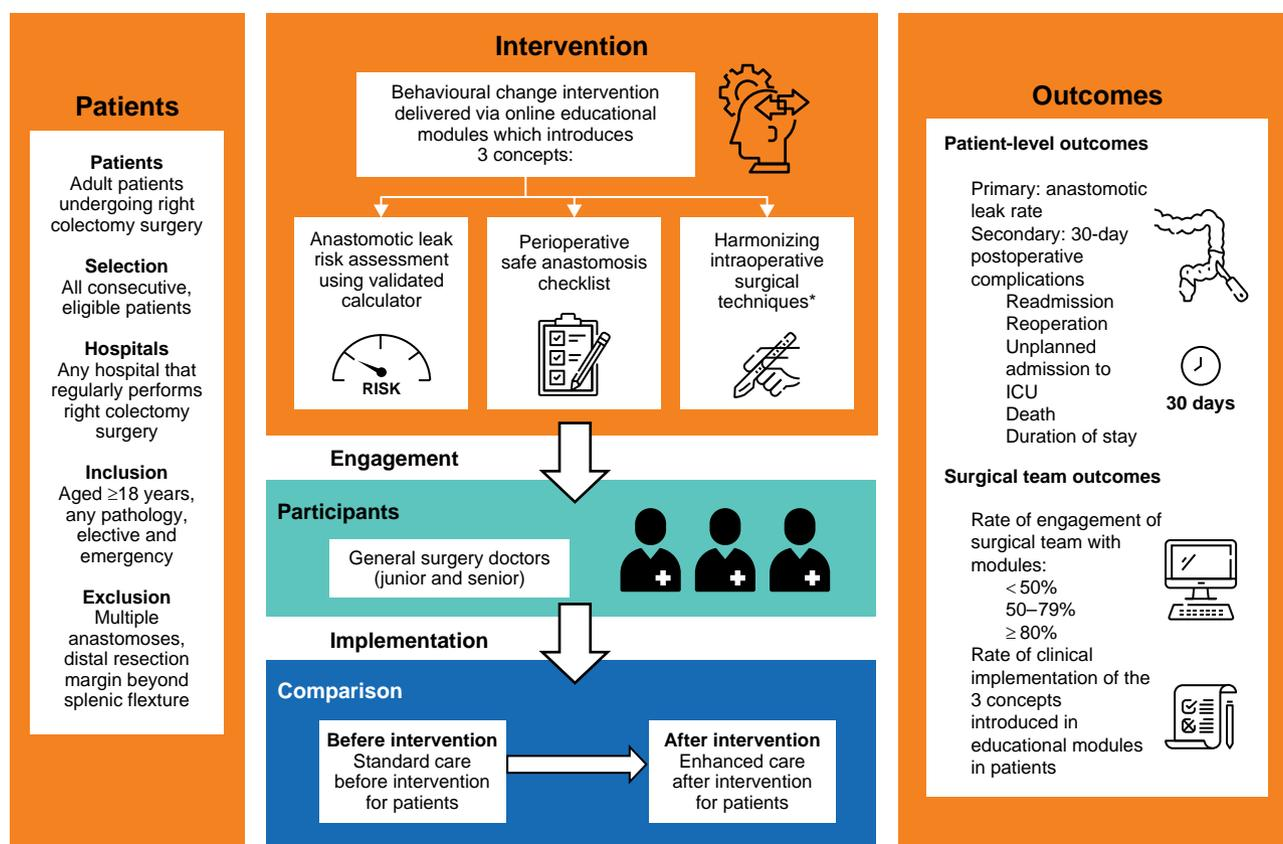 Patients
Patients
Adult patients
undergoing right
colectomy surgery
Selection
All consecutive,
eligible patients
Hospitals
Any hospital that
regularly performs
right colectomy
surgery
Inclusion
Aged ≥18 years,
any pathology,
elective and
emergency
Exclusion
Multiple
anastomoses,
distal resection
margin beyond
splenic flexture
Intervention
Behavioural change intervention
delivered via online educational
modules which introduces
3 concepts:
Anastomotic leak
risk assessment
using validated
calculator
RISK
Perioperative
safe anastomosis
checklist
Harmonizing
intraoperative
surgical
techniques*
Engagement
Participants
General surgery doctors
(junior and senior)
Implementation
Comparison
Befere intervention
Standard care
before intervention
for patients
After intervention
Enhanced care
after intervention
for patients
Outcomes
Patient-level outcomes
Primary: anastomotic
leak rate
Secondary: 30-day
postoperative
complications
Readmission
Reoperation
Unplanned
admission to
ICU
Death
Duration of stay
30 days
Surgical team outcomes
Rate of engagement of
surgical team with
modules:
< 50%
50–79%
≥ 80%
Rate of clinical
implementation of the
3 concepts
introduced in
educational modules
in patients